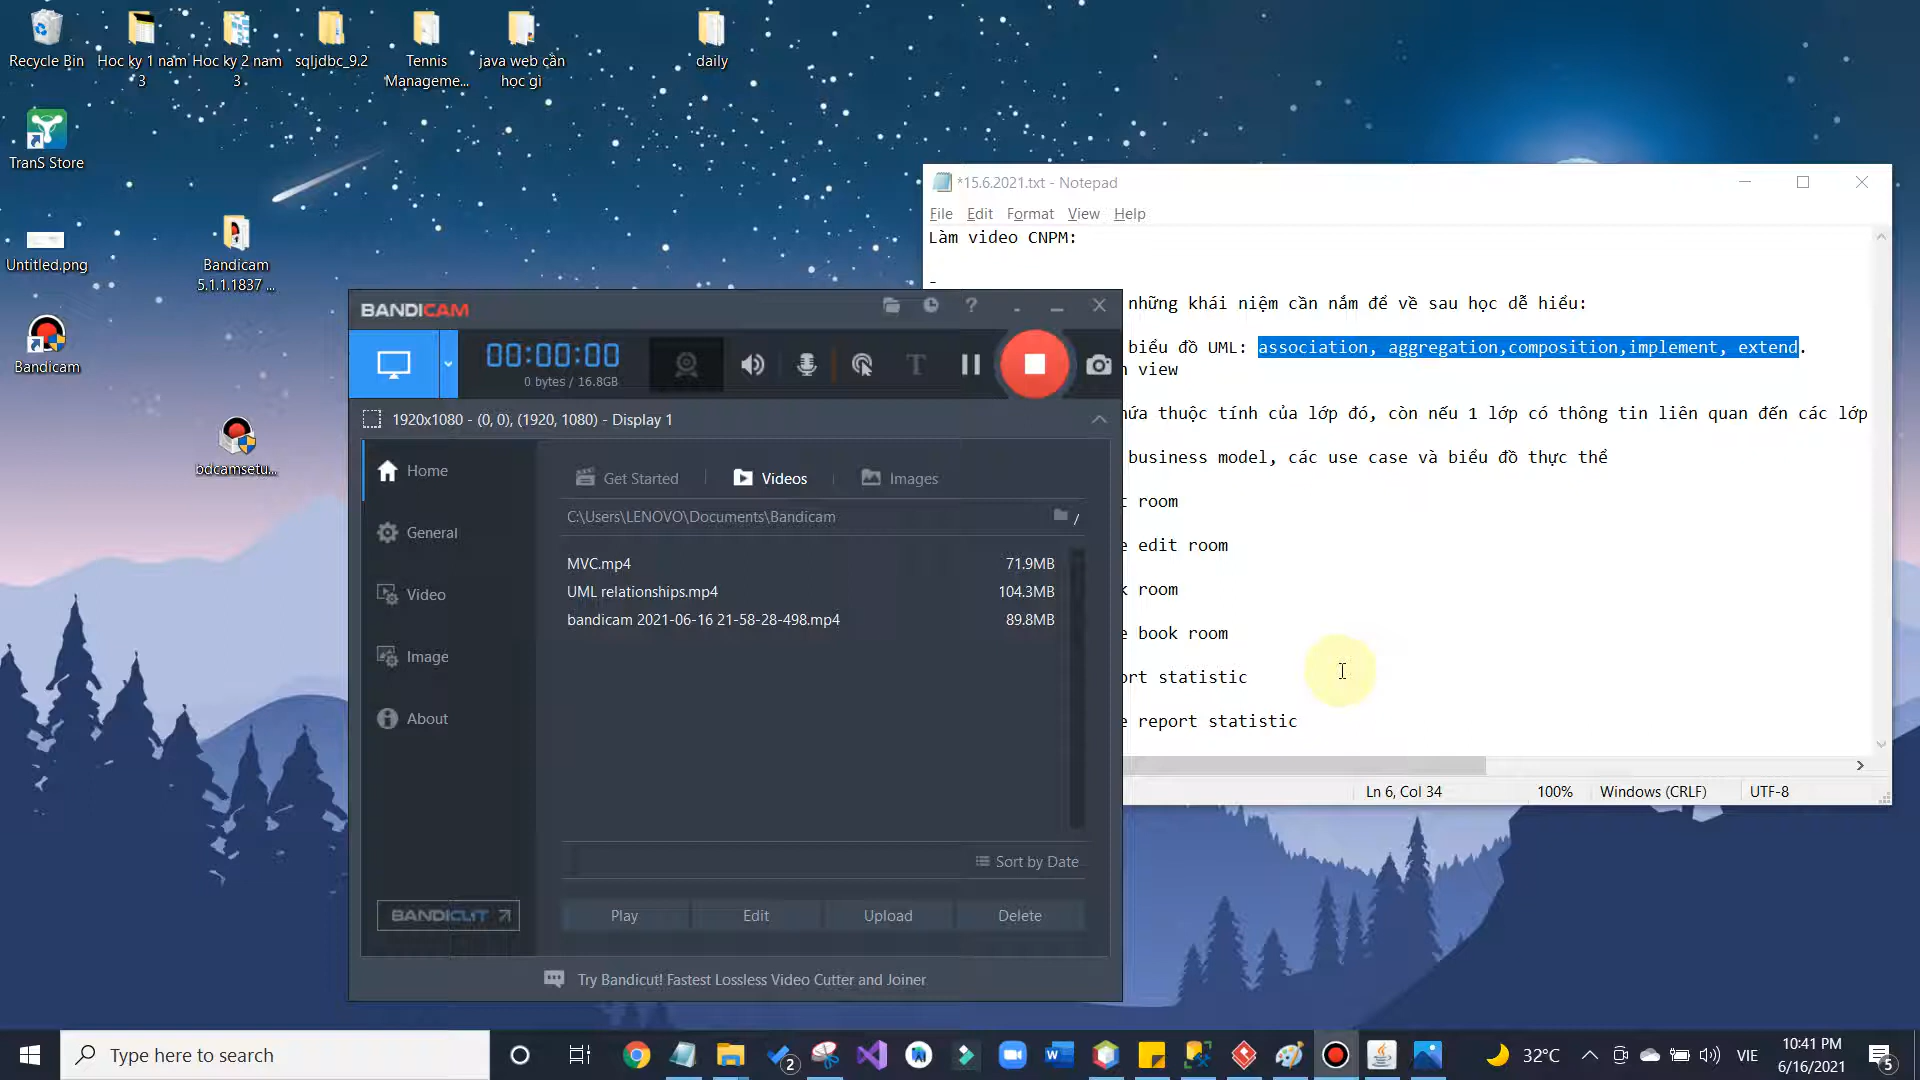 Recycle Bin
Hoc ky 1 nam 3
Hoc ky 2 nam 3
sqljdbc_9.2
Tennis Manageme...
java web cần học gì
daily
TranS Store
Untitled.png
Bandicam 5.1.1.1837 ...
Bandicam
bdcamsetu...
*15.6.2021.txt - Notepad
File Edit Format View Help
Làm video CNPM:
-
những khái niệm cần nắm để về sau học dễ hiểu:
biểu đồ UML: association, aggregation,composition,implement, extend.
view
thuộc tính của lớp đó, còn nếu 1 lớp có thông tin liên quan đến các lớp
business model, các use case và biểu đồ thực thể
room
edit room
room
book room
statistic
report statistic
Ln 6, Col 34
100%
Windows (CRLF)
UTF-8
BANDICAM
?
00:00:00
0 bytes / 16.8GB
T
1920x1080 - (0, 0), (1920, 1080) - Display 1
Home
General
Video
Image
About
Get Started
Videos
Images
C:\Users\LENOVO\Documents\Bandicam
/
MVC.mp4 71.9MB
UML relationships.mp4 104.3MB
bandicam 2021-06-16 21-58-28-498.mp4 89.8MB
Sort by Date
BANDICUT
Play
Edit
Upload
Delete
Try Bandicut! Fastest Lossless Video Cutter and Joiner
Type here to search
2
32°C
VIE
10:41 PM
6/16/2021
5